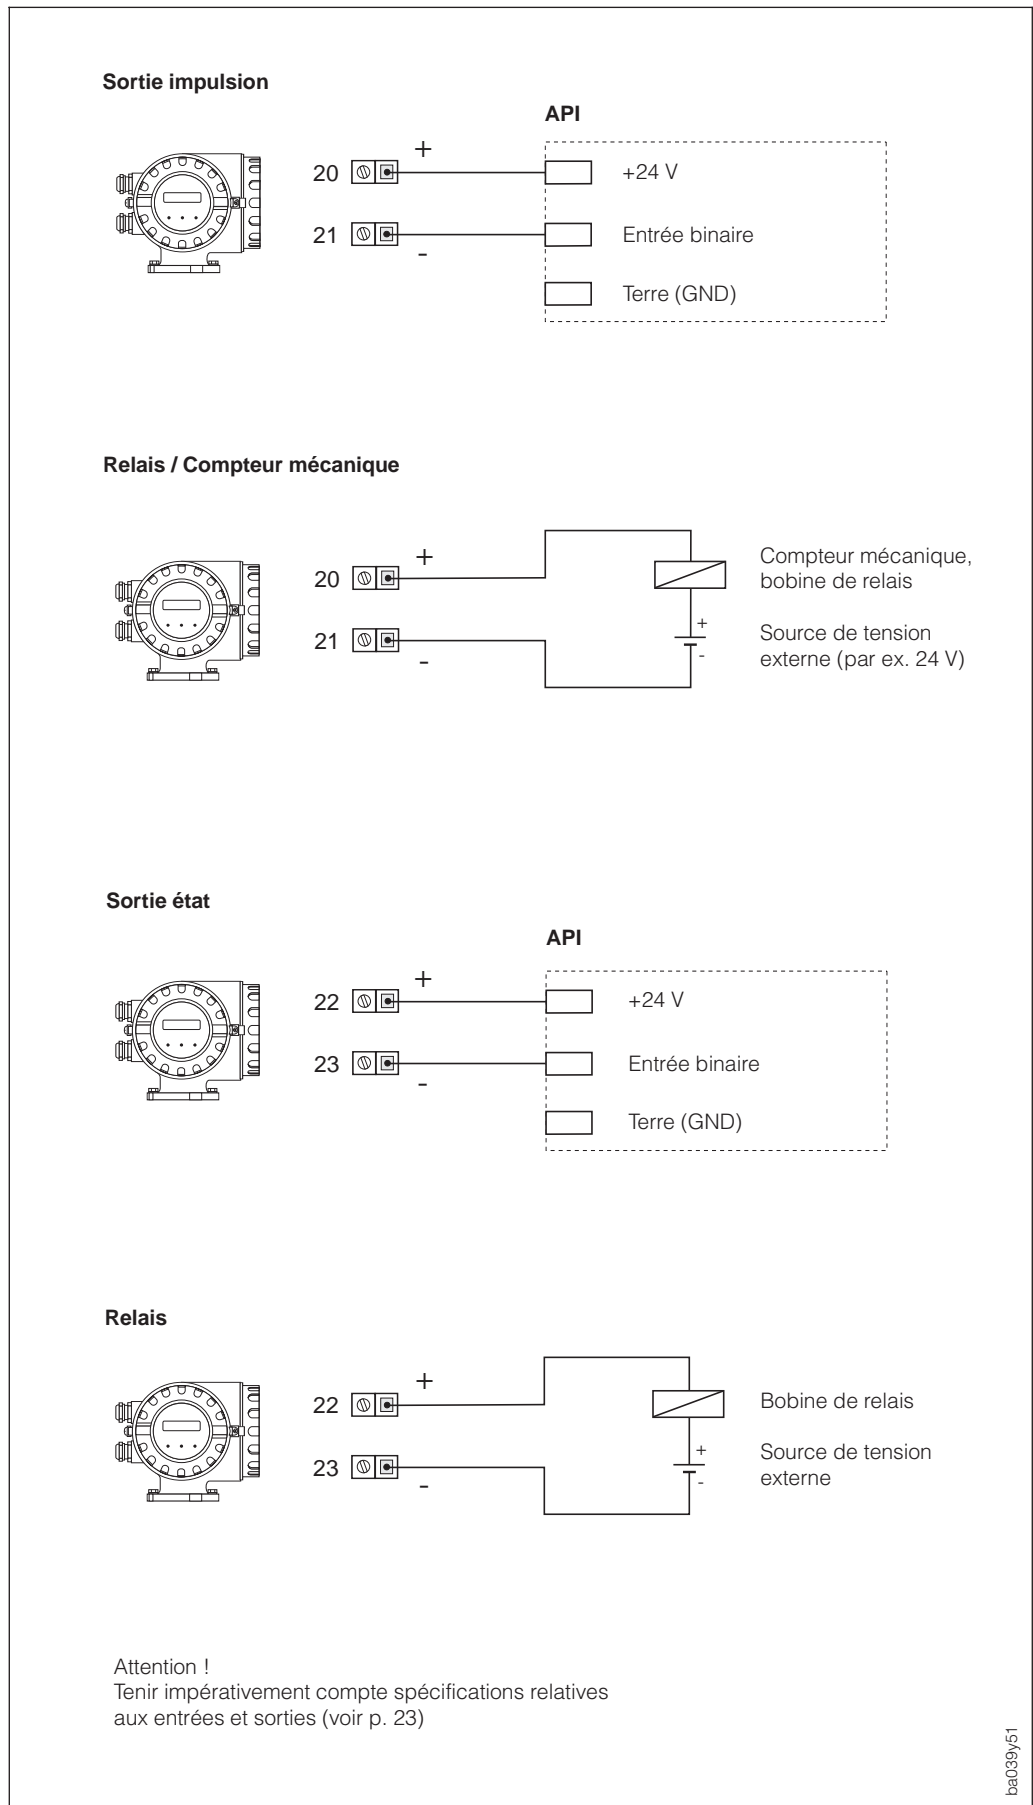 Sortie impulsion
API
20
+
+24 V
21
-
Entrée binaire
Terre (GND)
Relais / Compteur mécanique
20
+
Compteur mécanique,
bobine de relais
21
-
+
-
Source de tension
externe (par ex. 24 V)
Sortie état
API
22
+
+24 V
23
-
Entrée binaire
Terre (GND)
Relais
22
+
Bobine de relais
23
-
+
-
Source de tension
externe
Attention !
Tenir impérativement compte spécifications relatives
aux entrées et sorties (voir p. 23)
ba039y51